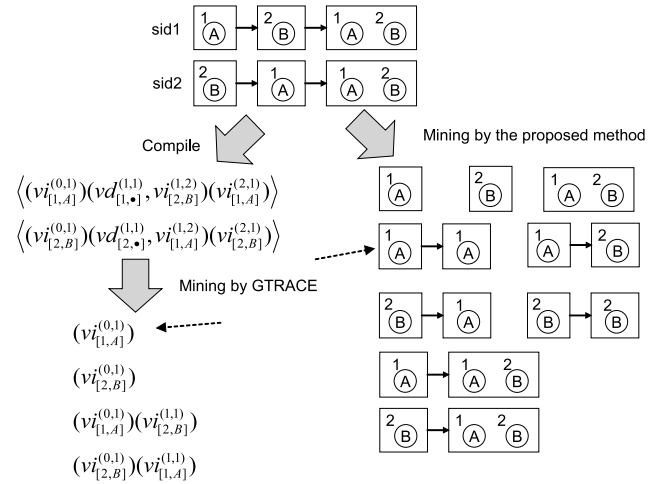 sid1 1 A 2 B 1 A 2 B
sid2 2 B 1 A 1 A 2 B
Compile
Mining by the proposed method
⟨(vi^{(0,1)}_{[1,A]})(vd^{(1,1)}_{[1,•]}, vi^{(1,2)}_{[2,B]})(vi^{(2,1)}_{[1,A]})⟩
⟨(vi^{(0,1)}_{[2,B]})(vd^{(1,1)}_{[2,•]}, vi^{(1,2)}_{[1,A]})(vi^{(2,1)}_{[2,B]})⟩
Mining by GTRACE
(vi^{(0,1)}_{[1,A]})
(vi^{(0,1)}_{[2,B]})
(vi^{(0,1)}_{[1,A]})(vi^{(1,1)}_{[2,B]})
(vi^{(0,1)}_{[2,B]})(vi^{(1,1)}_{[1,A]})
1 A 2 B 1 A 2 B
1 A 1 A 1 A 2 B
2 B 1 A 2 B 2 B
1 A 1 A 2 B
2 B 1 A 2 B